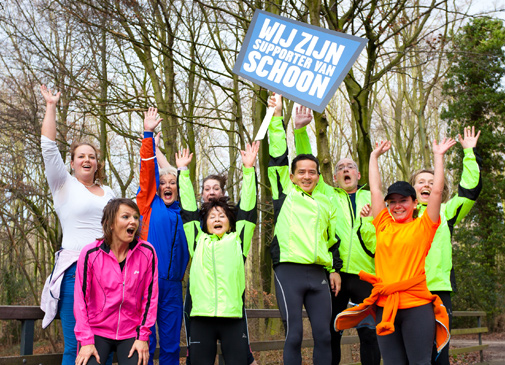 WIJ ZIJN
SUPPORTER VAN
SCHOON